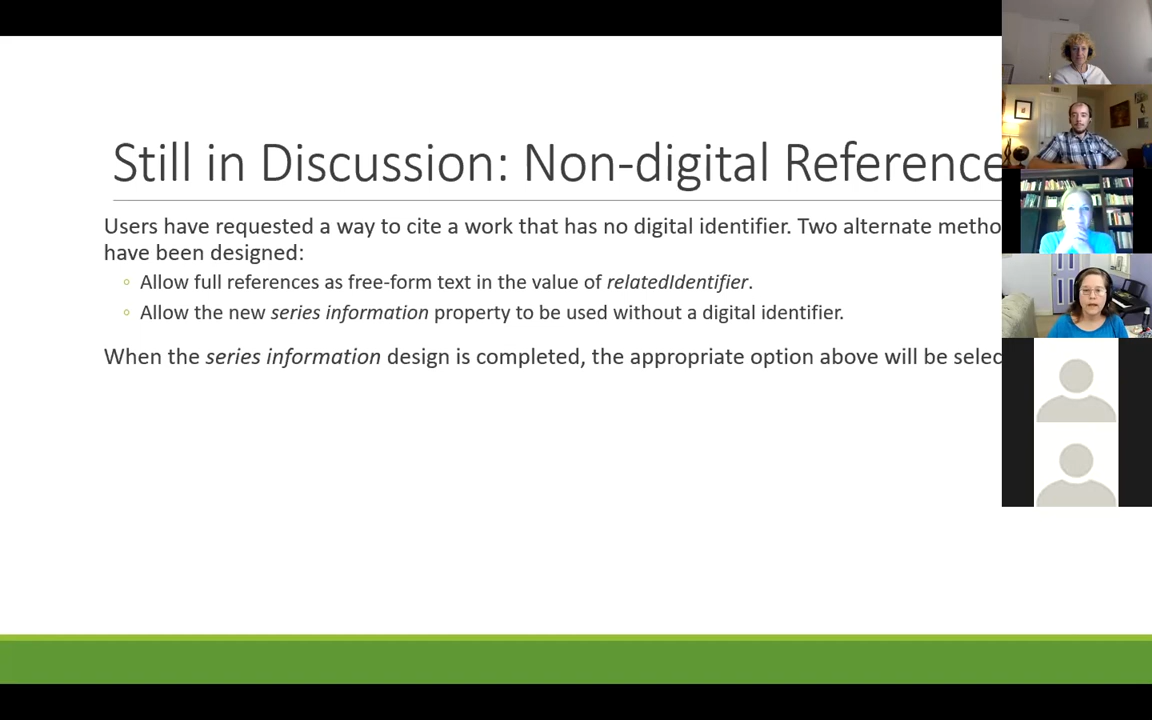 Still in Discussion: Non-digital Reference
Users have requested a way to cite a work that has no digital identifier. Two alternate metho
have been designed:
Allow full references as free-form text in the value of relatedIdentifier.
Allow the new series information property to be used without a digital identifier.
When the series information design is completed, the appropriate option above will be selec